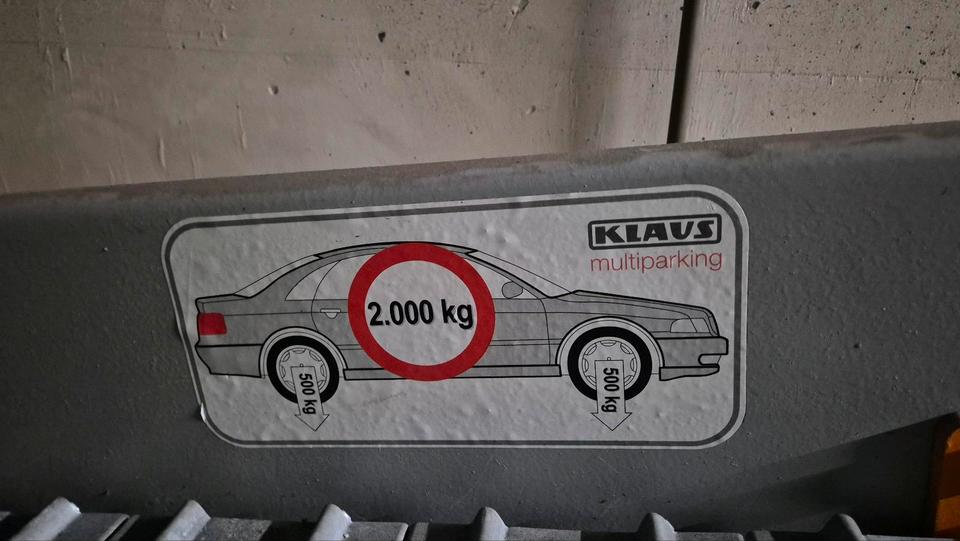 KLAUS
multiparking
2.000 kg
500 kg
500 kg